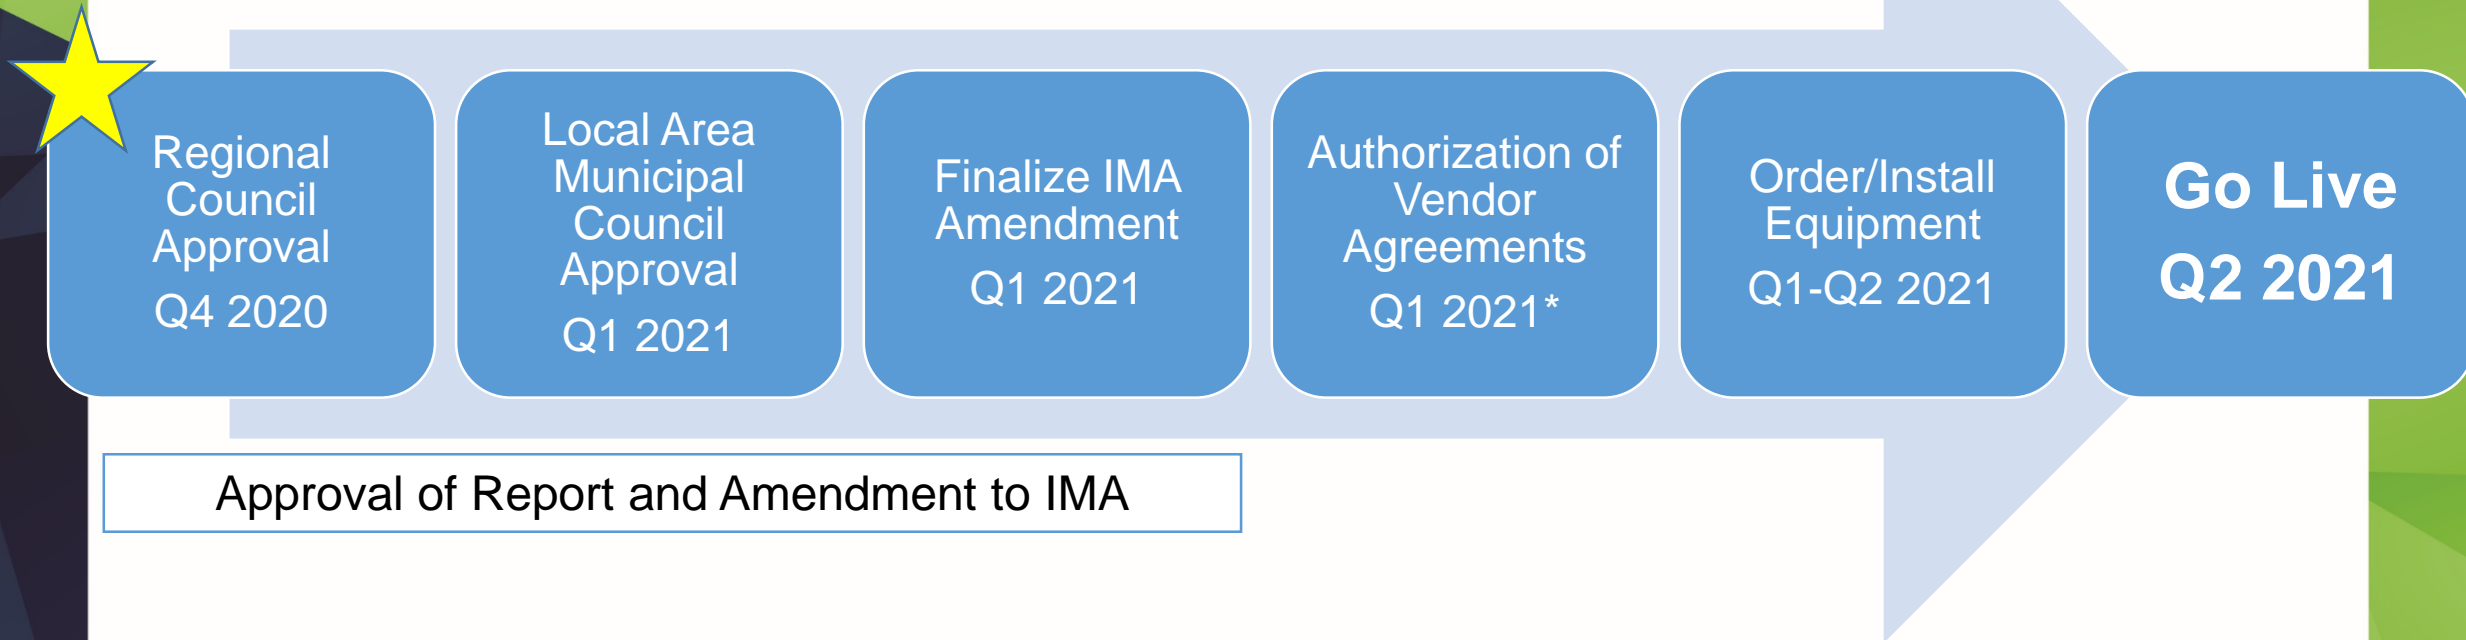 Regional
Council
Approval
Q4 2020
Local Area
Municipal
Council
Approval
Q1 2021
Finalize IMA
Amendment
Q1 2021
Authorization of
Vendor
Agreements
Q1 2021*
Order/Install
Equipment
Q1-Q2 2021
Go Live
Q2 2021
Approval of Report and Amendment to IMA